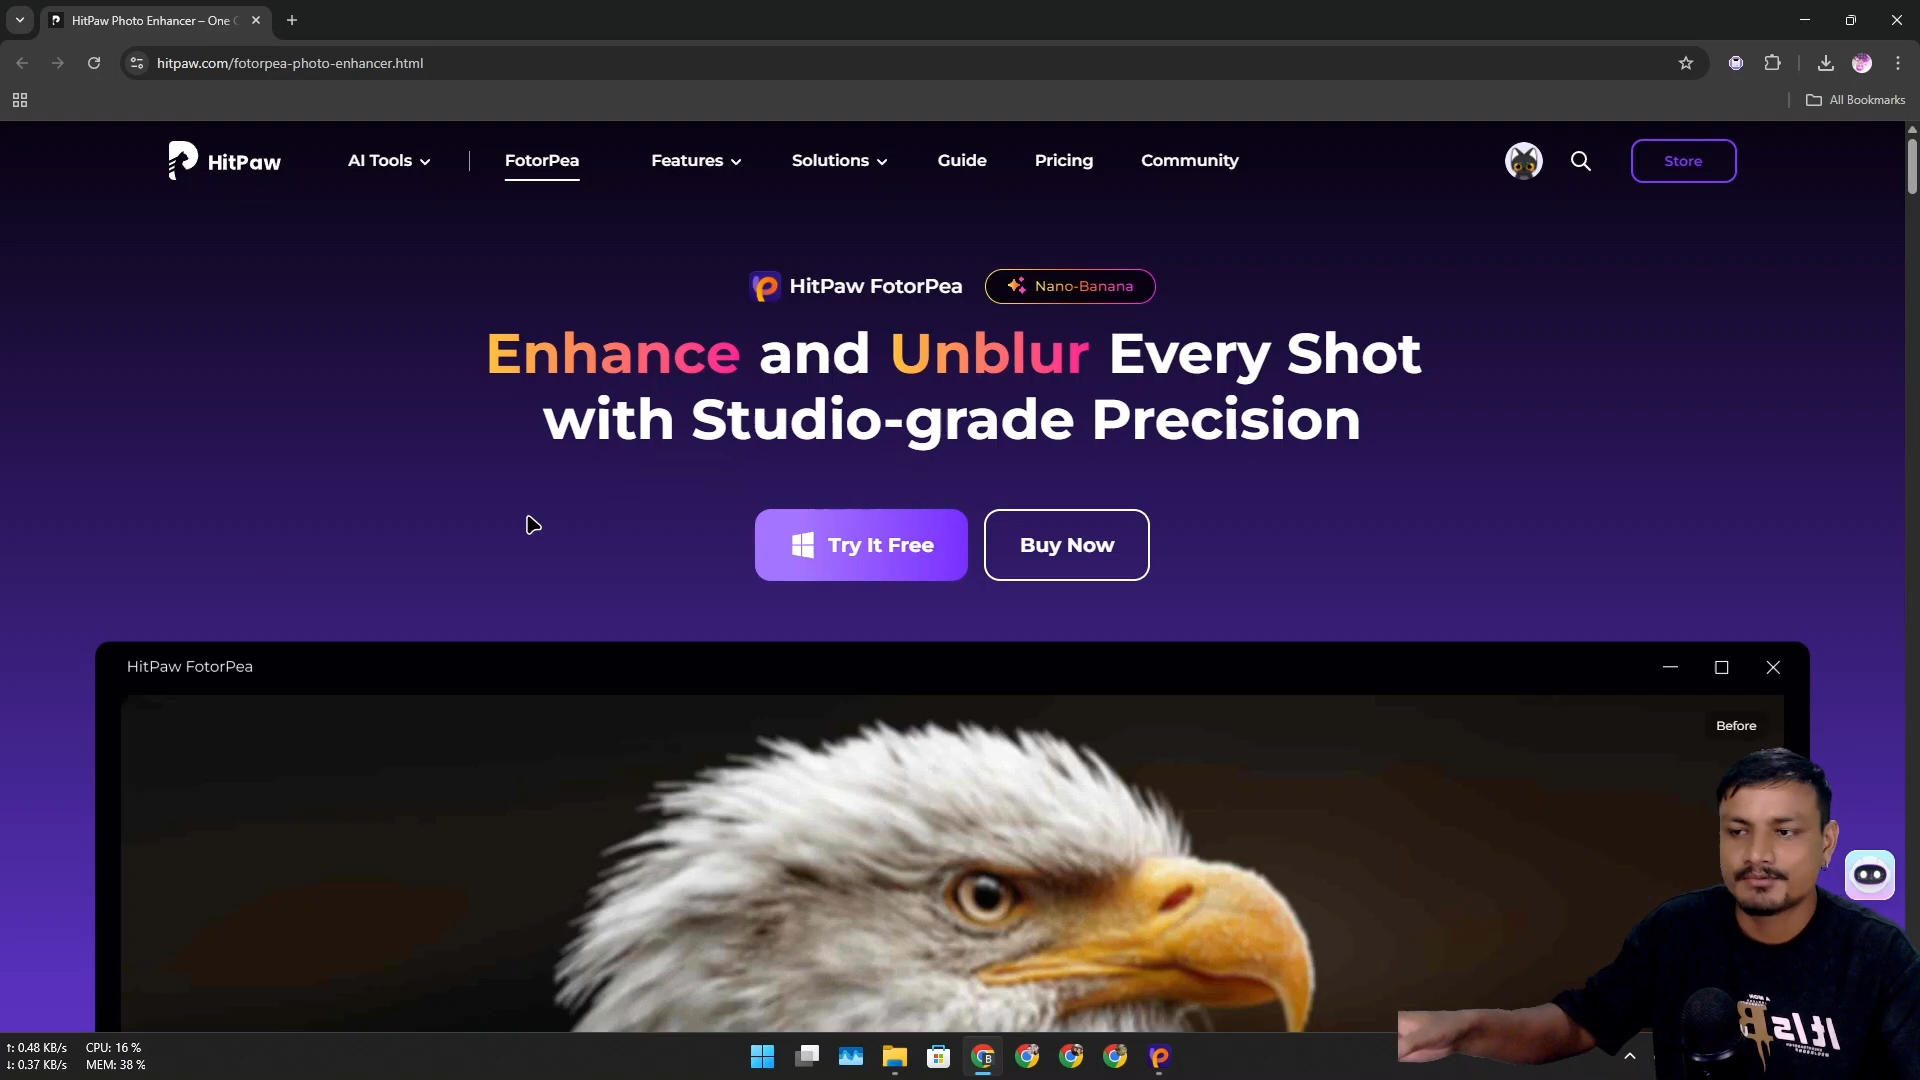 HitPaw Photo Enhancer – One C
hitpaw.com/fotorpea-photo-enhancer.html
All Bookmarks
HitPaw
AI Tools
FotorPea
Features
Solutions
Guide
Pricing
Community
Store
HitPaw FotorPea
Nano-Banana
Enhance and Unblur Every Shot
with Studio-grade Precision
Try It Free
Buy Now
HitPaw FotorPea
Before
↑: 0.48 KB/s
CPU: 16 %
↓: 0.37 KB/s
MEM: 38 %